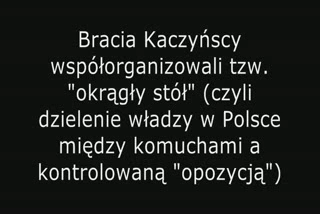 Bracia Kaczyńscy
współorganizowali tzw.
"okrągły stół" (czyli
dzielenie władzy w Polsce
między komuchami a
kontrolowaną "opozycją")